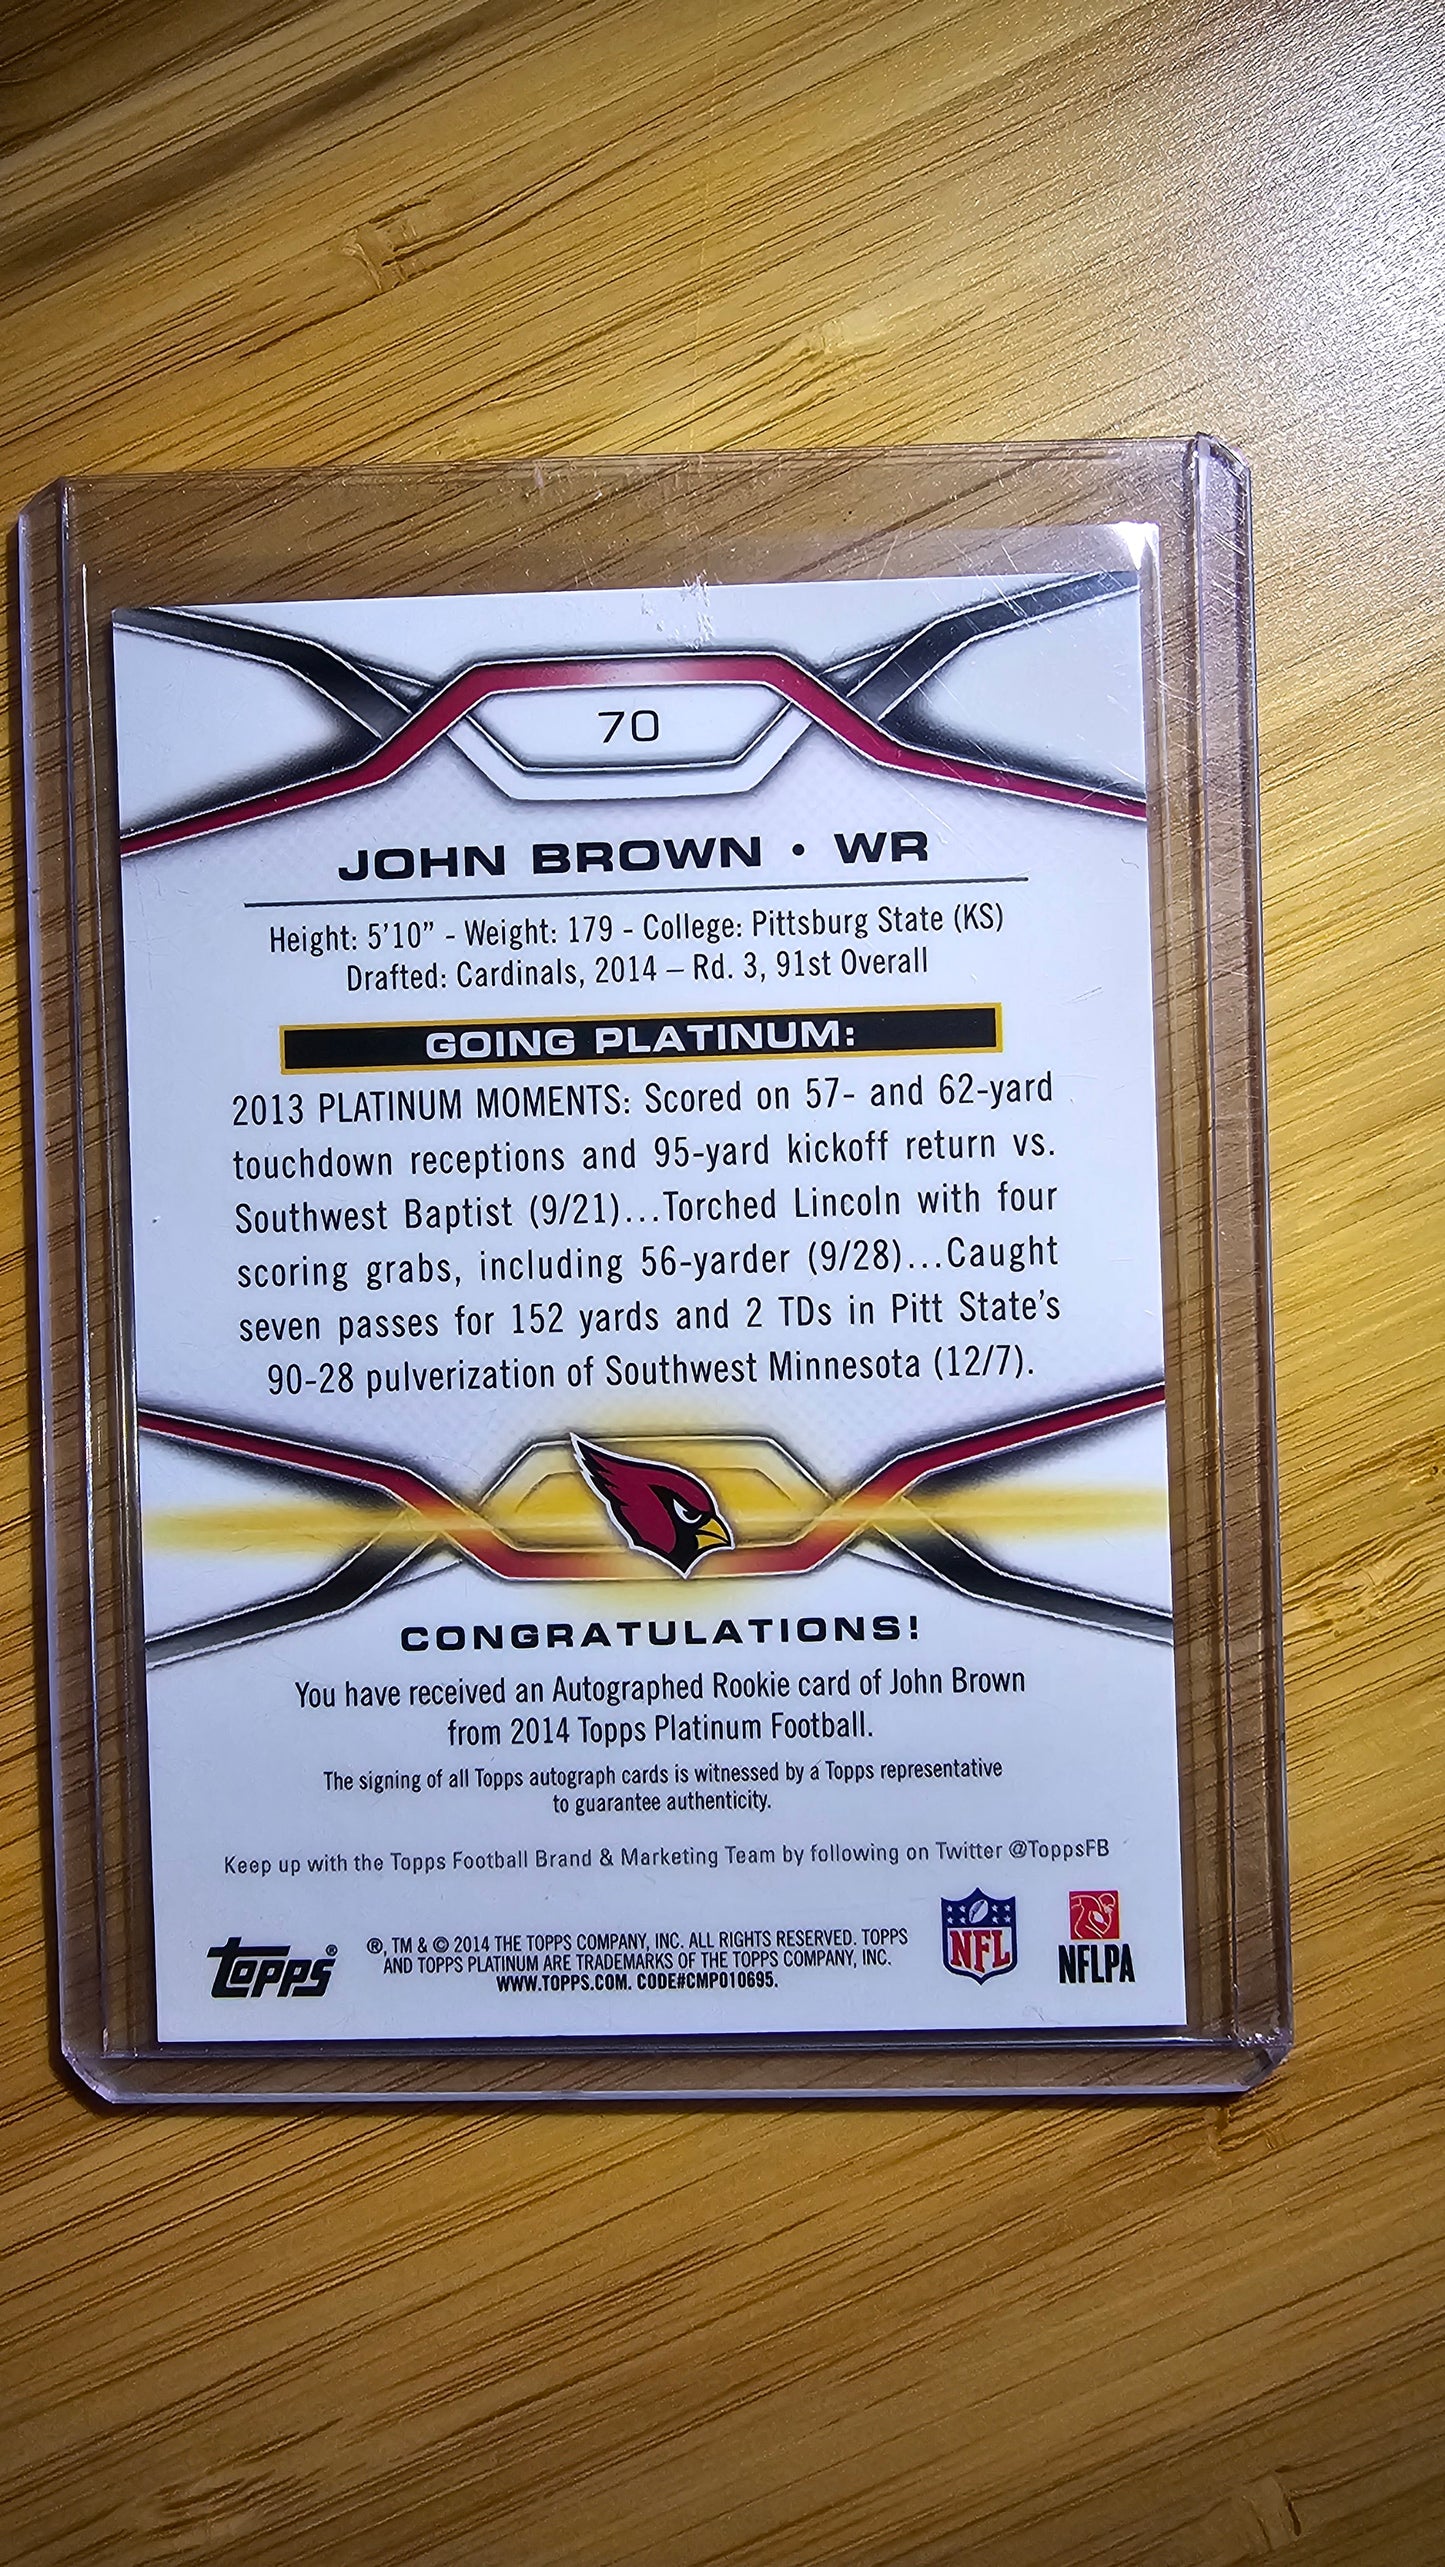 70
JOHN BROWN • WR
Height: 5'10" - Weight: 179 - College: Pittsburg State (KS)
Drafted: Cardinals, 2014 – Rd. 3, 91st Overall
GOING PLATINUM:
2013 PLATINUM MOMENTS: Scored on 57- and 62-yard
touchdown receptions and 95-yard kickoff return vs.
Southwest Baptist (9/21)...Torched Lincoln with four
scoring grabs, including 56-yarder (9/28)...Caught
seven passes for 152 yards and 2 TDs in Pitt State's
90-28 pulverization of Southwest Minnesota (12/7).
CONGRATULATIONS!
You have received an Autographed Rookie card of John Brown
from 2014 Topps Platinum Football.
The signing of all Topps autograph cards is witnessed by a Topps representative
to guarantee authenticity.
Keep up with the Topps Football Brand & Marketing Team by following on Twitter @ToppsFB
Topps®
®, TM & © 2014 THE TOPPS COMPANY, INC. ALL RIGHTS RESERVED. TOPPS
AND TOPPS PLATINUM ARE TRADEMARKS OF THE TOPPS COMPANY, INC.
WWW.TOPPS.COM. CODE#CMP010695.
NFL
NFLPA